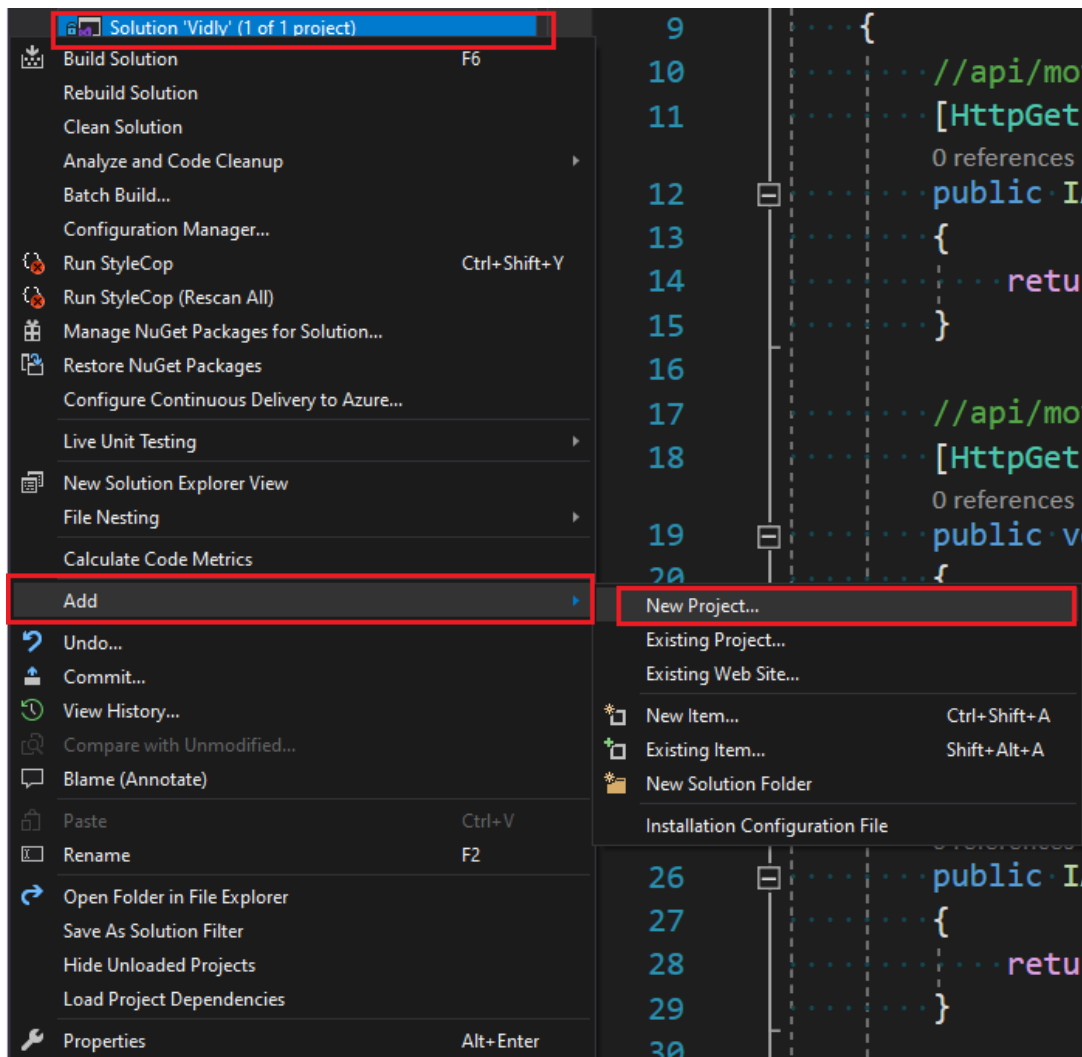 Solution 'Vidly' (1 of 1 project)
Build Solution F6
Rebuild Solution
Clean Solution
Analyze and Code Cleanup
Batch Build...
Configuration Manager...
Run StyleCop Ctrl+Shift+Y
Run StyleCop (Rescan All)
Manage NuGet Packages for Solution...
Restore NuGet Packages
Configure Continuous Delivery to Azure...
Live Unit Testing
New Solution Explorer View
File Nesting
Calculate Code Metrics
Add
Undo...
Commit...
View History...
Compare with Unmodified...
Blame (Annotate)
Paste Ctrl+V
Rename F2
Open Folder in File Explorer
Save As Solution Filter
Hide Unloaded Projects
Load Project Dependencies
Properties Alt+Enter
New Project...
Existing Project...
Existing Web Site...
New Item... Ctrl+Shift+A
Existing Item... Shift+Alt+A
New Solution Folder
Installation Configuration File
9 {
10 //api/mo
11 [HttpGet
0 references
12 public I
13 {
14 retu
15 }
16
17 //api/mo
18 [HttpGet
0 references
19 public v
20 {
26 public I
27 {
28 retu
29 }
30